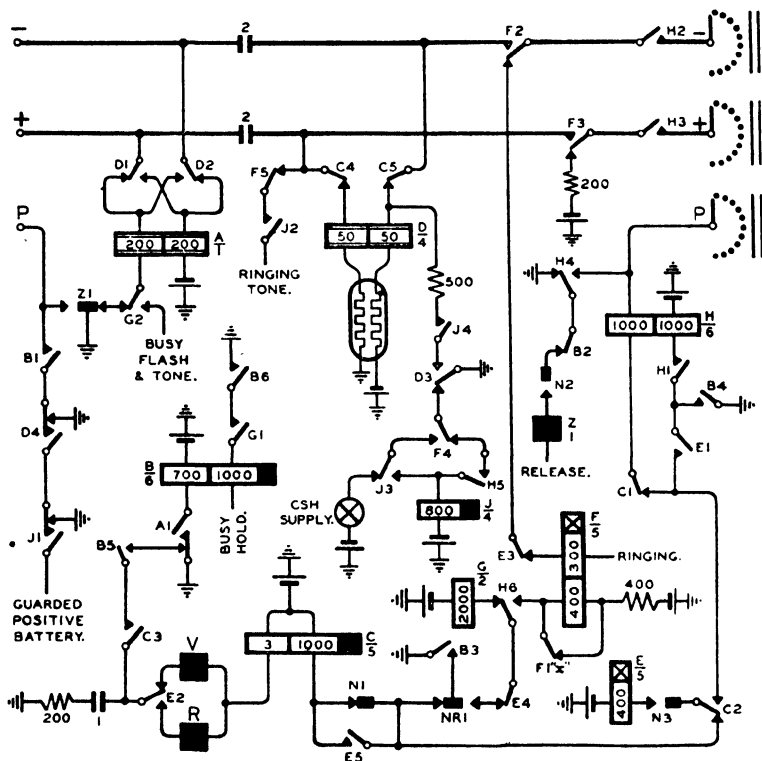 − 2 F2 H2 −
+ 2 F3 H3 +
D1 D2 F5 C4 C5 200
P 200 200 A/1 J2 50 50 D/4 P
RINGING TONE. 500 H4
Z1 G2 1000 1000 H/6
BUSY FLASH & TONE. J4 B2
B1 B6 D3 N2 H1 B4
D4 G1 F4 Z/1 E1
B/6 700 1000 J3 H5 RELEASE. C1
CSH SUPPLY. 800 J/4
A1 BUSY HOLD. F/5
J1 B5 E3 300 RINGING.
GUARDED POSITIVE BATTERY. G/2 2000 H6 400 400
C3 V 3 1000 C/5 B3 F1"x" E/5
E2 N1 NR1 E4 400 N3 C2
200 1 R E5